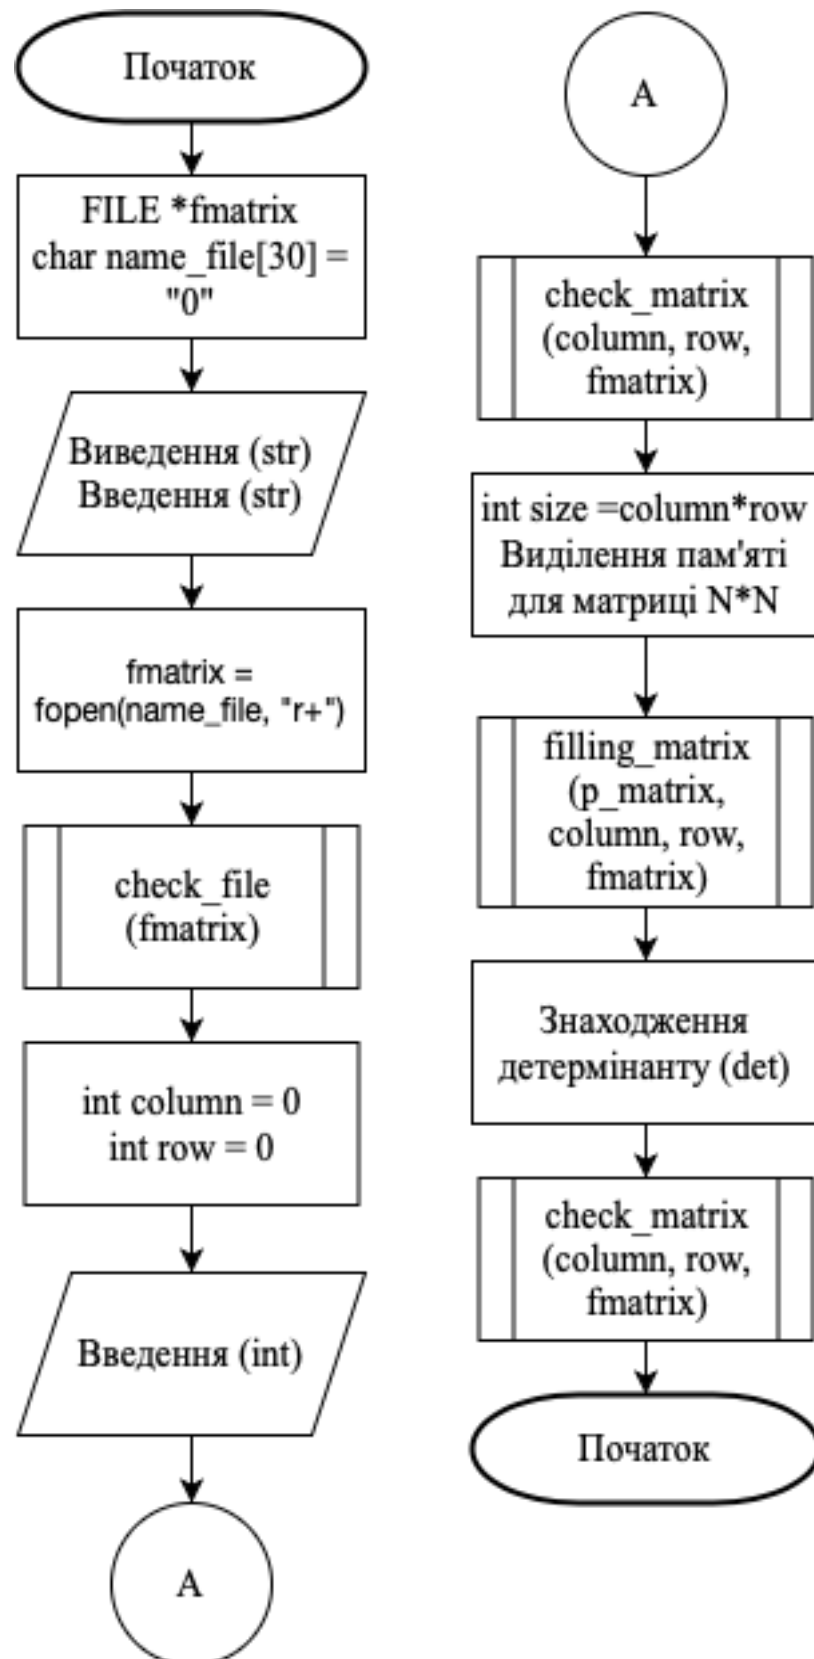 Початок
FILE *fmatrix
char name_file[30] =
"0"
Виведення (str)
Введення (str)
fmatrix =
fopen(name_file, "r+")
check_file
(fmatrix)
int column = 0
int row = 0
Введення (int)
A
A
check_matrix
(column, row,
fmatrix)
int size =column*row
Виділення пам'яті
для матриці N*N
filling_matrix
(p_matrix,
column, row,
fmatrix)
Знаходження
детермінанту (det)
check_matrix
(column, row,
fmatrix)
Початок